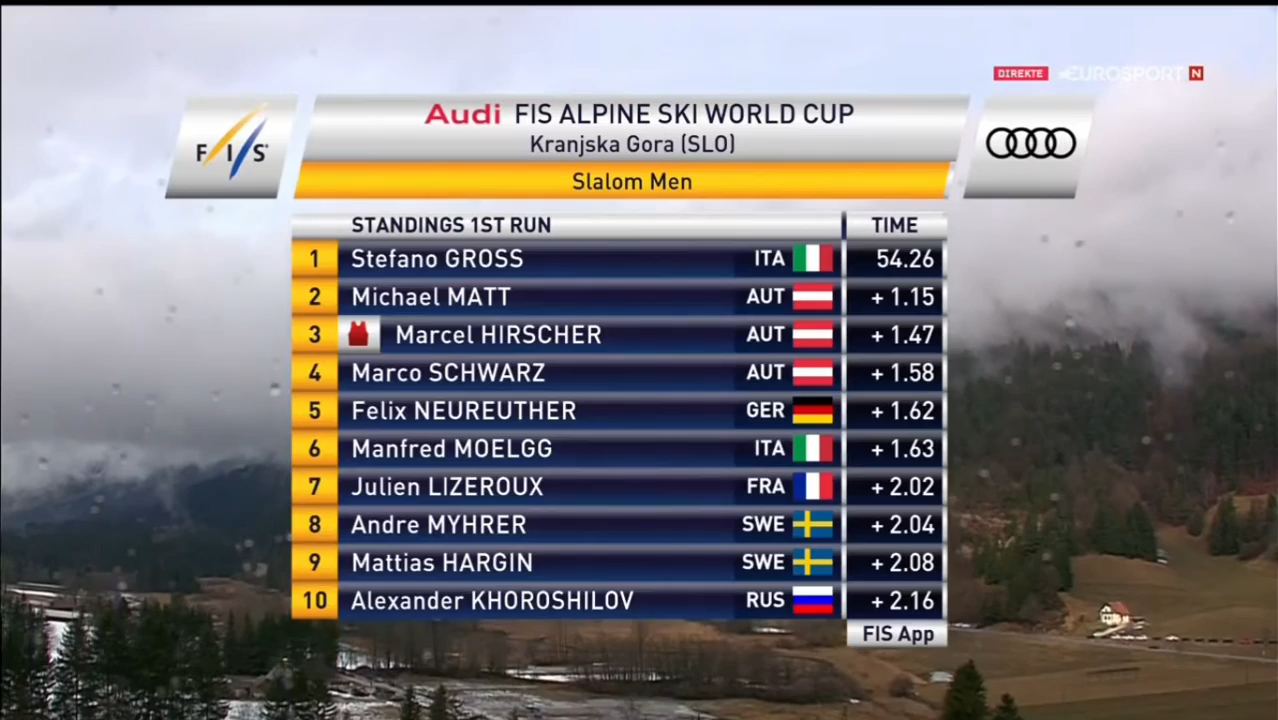 DIREKTE EUROSPORT N
Audi FIS ALPINE SKI WORLD CUP
FIS
Kranjska Gora (SLO)
Slalom Men
STANDINGS 1ST RUN TIME
1 Stefano GROSS ITA 54.26
2 Michael MATT AUT + 1.15
3 Marcel HIRSCHER AUT + 1.47
4 Marco SCHWARZ AUT + 1.58
5 Felix NEUREUTHER GER + 1.62
6 Manfred MOELGG ITA + 1.63
7 Julien LIZEROUX FRA + 2.02
8 Andre MYHRER SWE + 2.04
9 Mattias HARGIN SWE + 2.08
10 Alexander KHOROSHILOV RUS + 2.16
FIS App